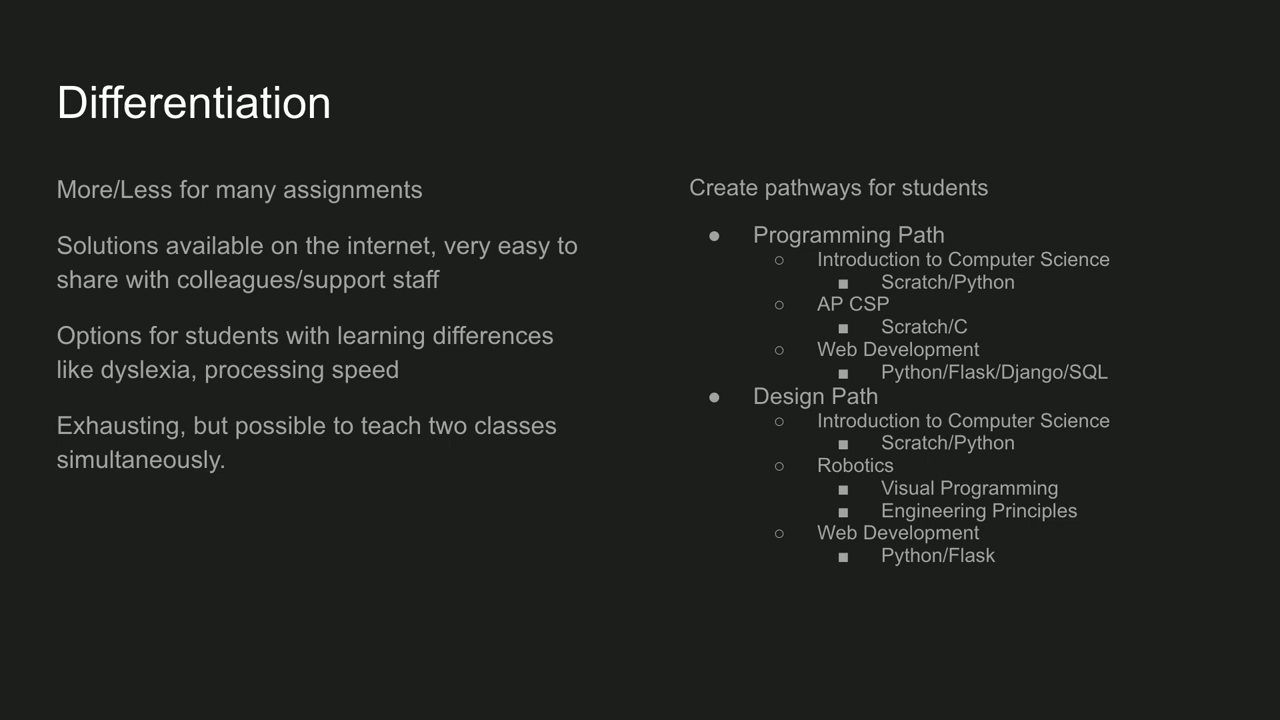 Differentiation
More/Less for many assignments
Solutions available on the internet, very easy to
share with colleagues/support staff
Options for students with learning differences
like dyslexia, processing speed
Exhausting, but possible to teach two classes
simultaneously.
Create pathways for students
● Programming Path
○ Introduction to Computer Science
■ Scratch/Python
○ AP CSP
■ Scratch/C
○ Web Development
■ Python/Flask/Django/SQL
● Design Path
○ Introduction to Computer Science
■ Scratch/Python
○ Robotics
■ Visual Programming
■ Engineering Principles
○ Web Development
■ Python/Flask